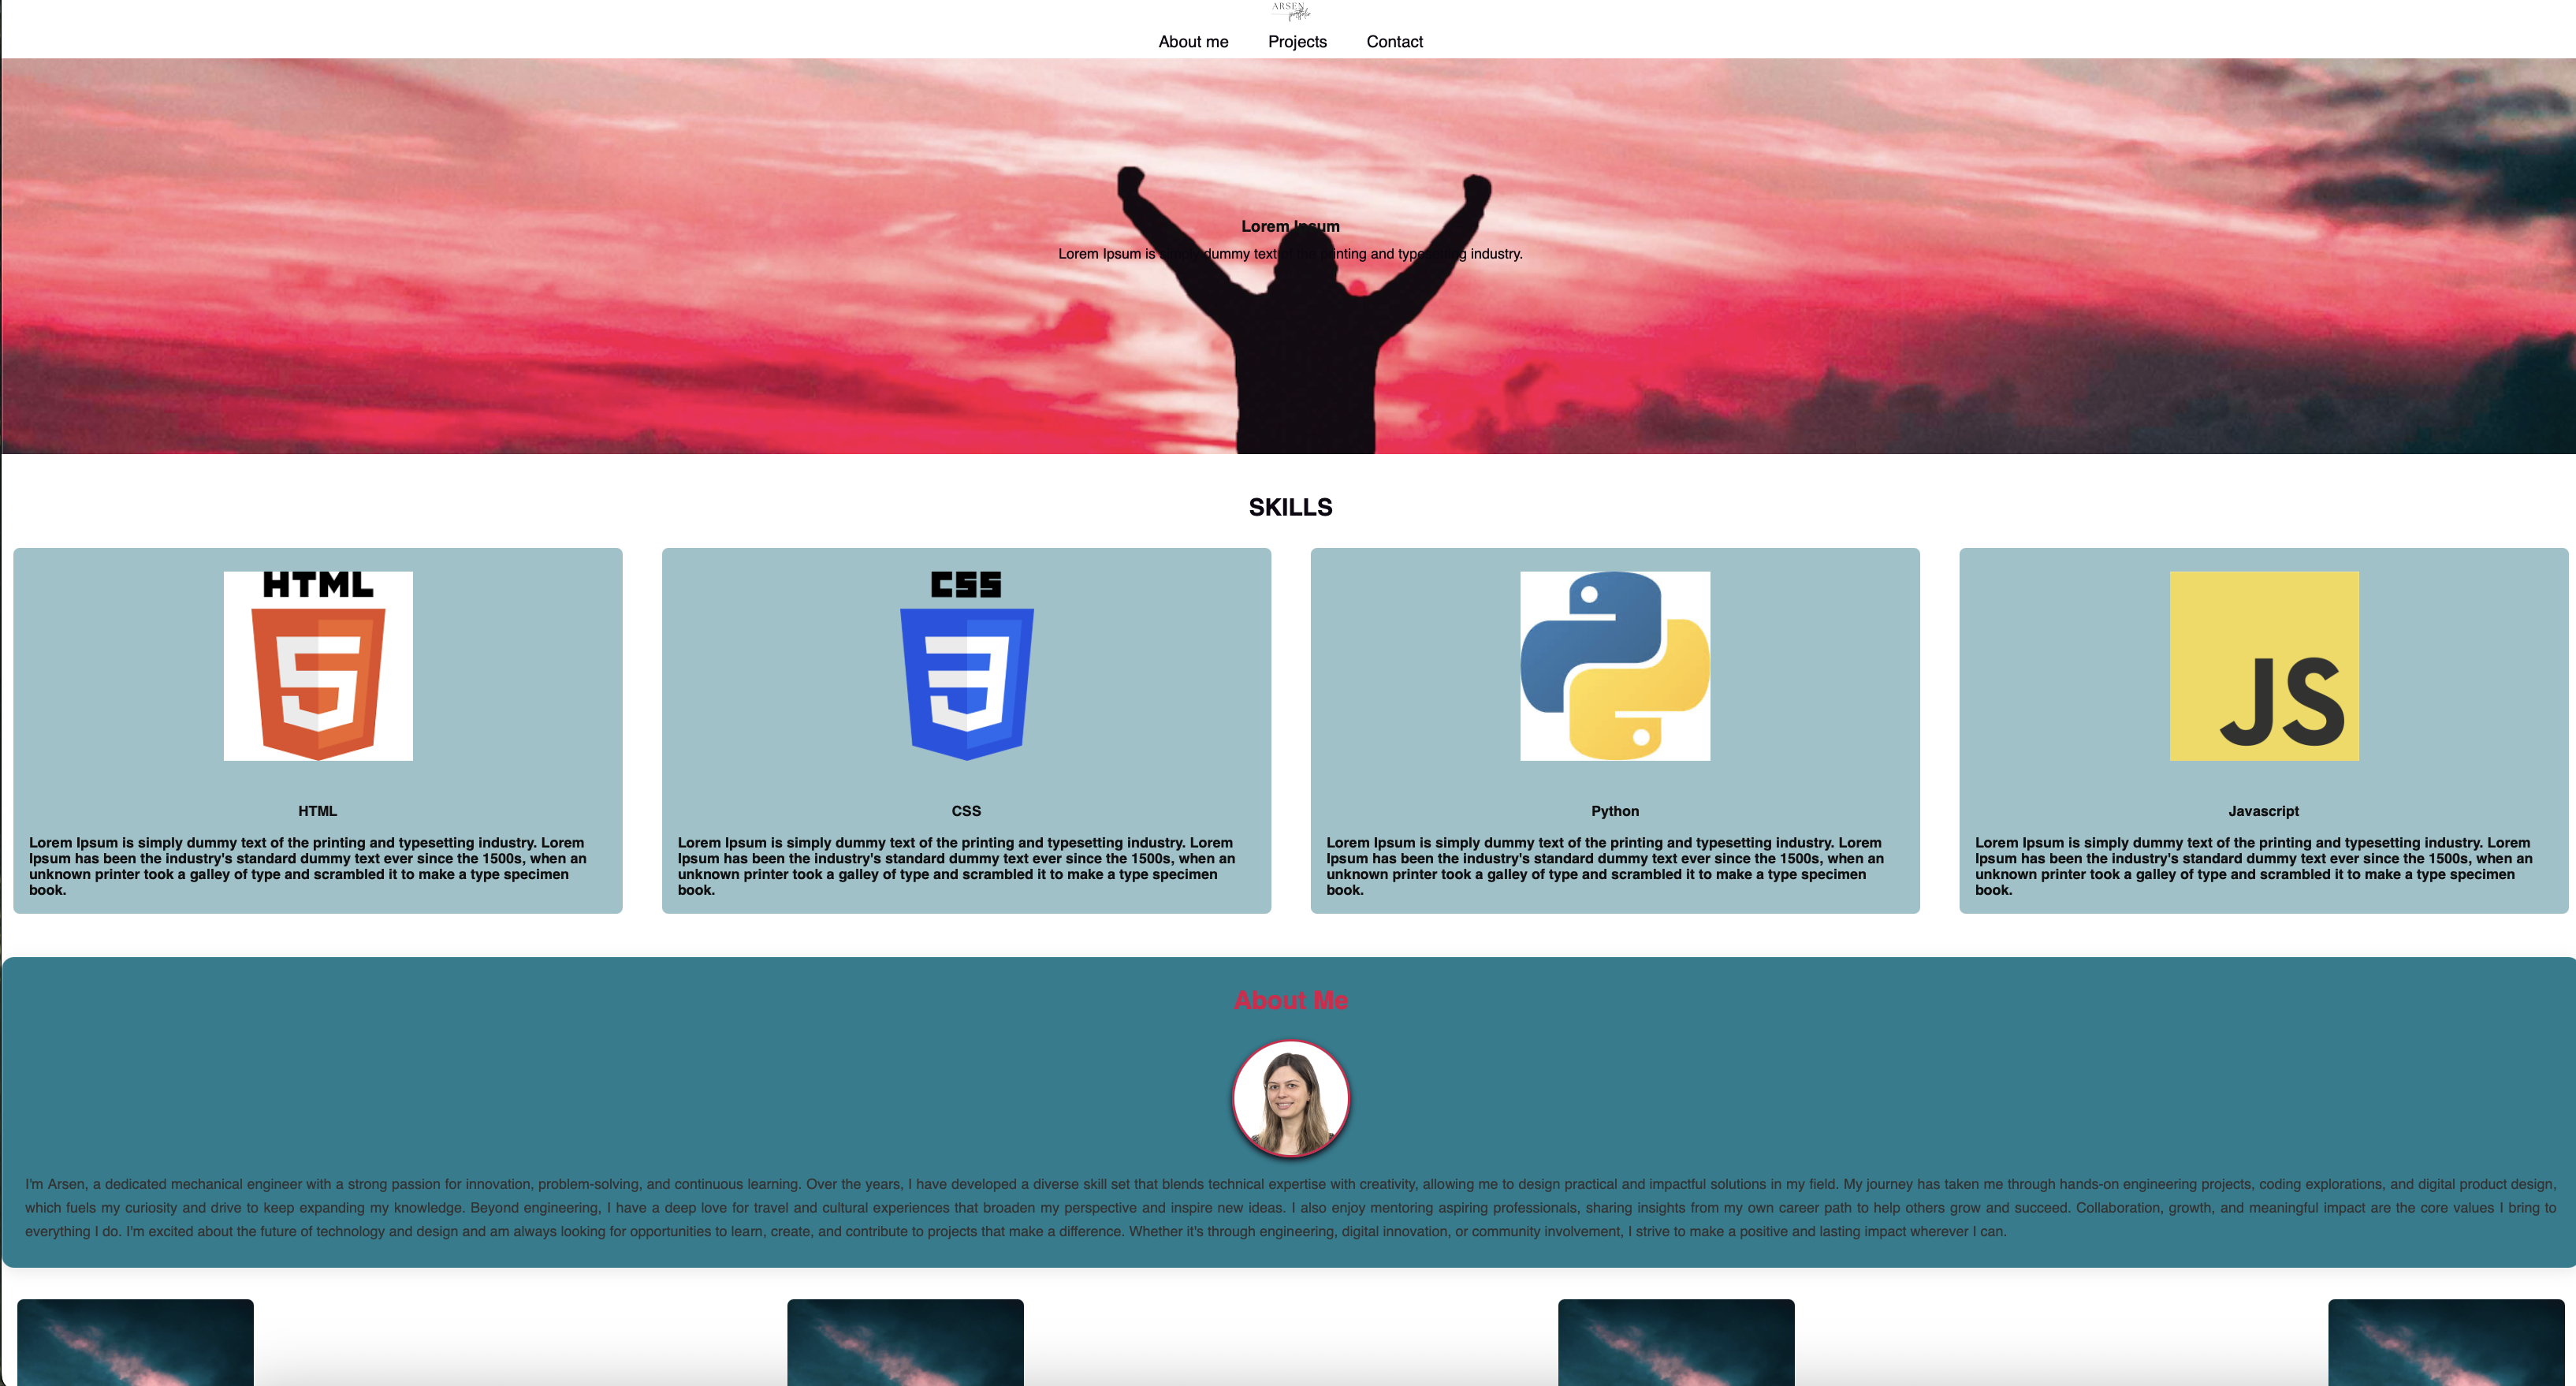 ARSEN
portfolio
About me Projects Contact
Lorem Ipsum
Lorem Ipsum is simply dummy text of the printing and typesetting industry.
SKILLS
HTML
CSS
JS
HTML
Lorem Ipsum is simply dummy text of the printing and typesetting industry. Lorem
Ipsum has been the industry's standard dummy text ever since the 1500s, when an
unknown printer took a galley of type and scrambled it to make a type specimen
book.
CSS
Lorem Ipsum is simply dummy text of the printing and typesetting industry. Lorem
Ipsum has been the industry's standard dummy text ever since the 1500s, when an
unknown printer took a galley of type and scrambled it to make a type specimen
book.
Python
Lorem Ipsum is simply dummy text of the printing and typesetting industry. Lorem
Ipsum has been the industry's standard dummy text ever since the 1500s, when an
unknown printer took a galley of type and scrambled it to make a type specimen
book.
Javascript
Lorem Ipsum is simply dummy text of the printing and typesetting industry. Lorem
Ipsum has been the industry's standard dummy text ever since the 1500s, when an
unknown printer took a galley of type and scrambled it to make a type specimen
book.
About Me
I'm Arsen, a dedicated mechanical engineer with a strong passion for innovation, problem-solving, and continuous learning. Over the years, I have developed a diverse skill set that blends technical expertise with creativity, allowing me to design practical and impactful solutions in my field. My journey has taken me through hands-on engineering projects, coding explorations, and digital product design,
which fuels my curiosity and drive to keep expanding my knowledge. Beyond engineering, I have a deep love for travel and cultural experiences that broaden my perspective and inspire new ideas. I also enjoy mentoring aspiring professionals, sharing insights from my own career path to help others grow and succeed. Collaboration, growth, and meaningful impact are the core values I bring to
everything I do. I'm excited about the future of technology and design and am always looking for opportunities to learn, create, and contribute to projects that make a difference. Whether it's through engineering, digital innovation, or community involvement, I strive to make a positive and lasting impact wherever I can.